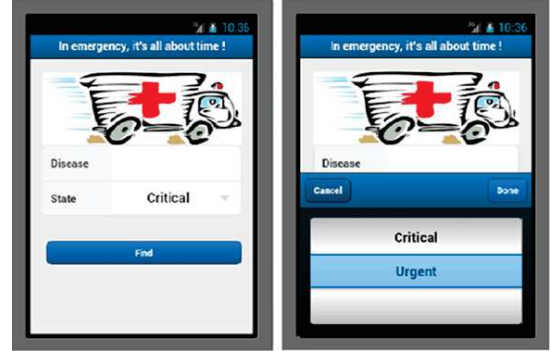 10:36
In emergency, it's all about time !
Disease
State Critical
Find
10:36
In emergency, it's all about time !
Disease
Cancel Done
Critical
Urgent